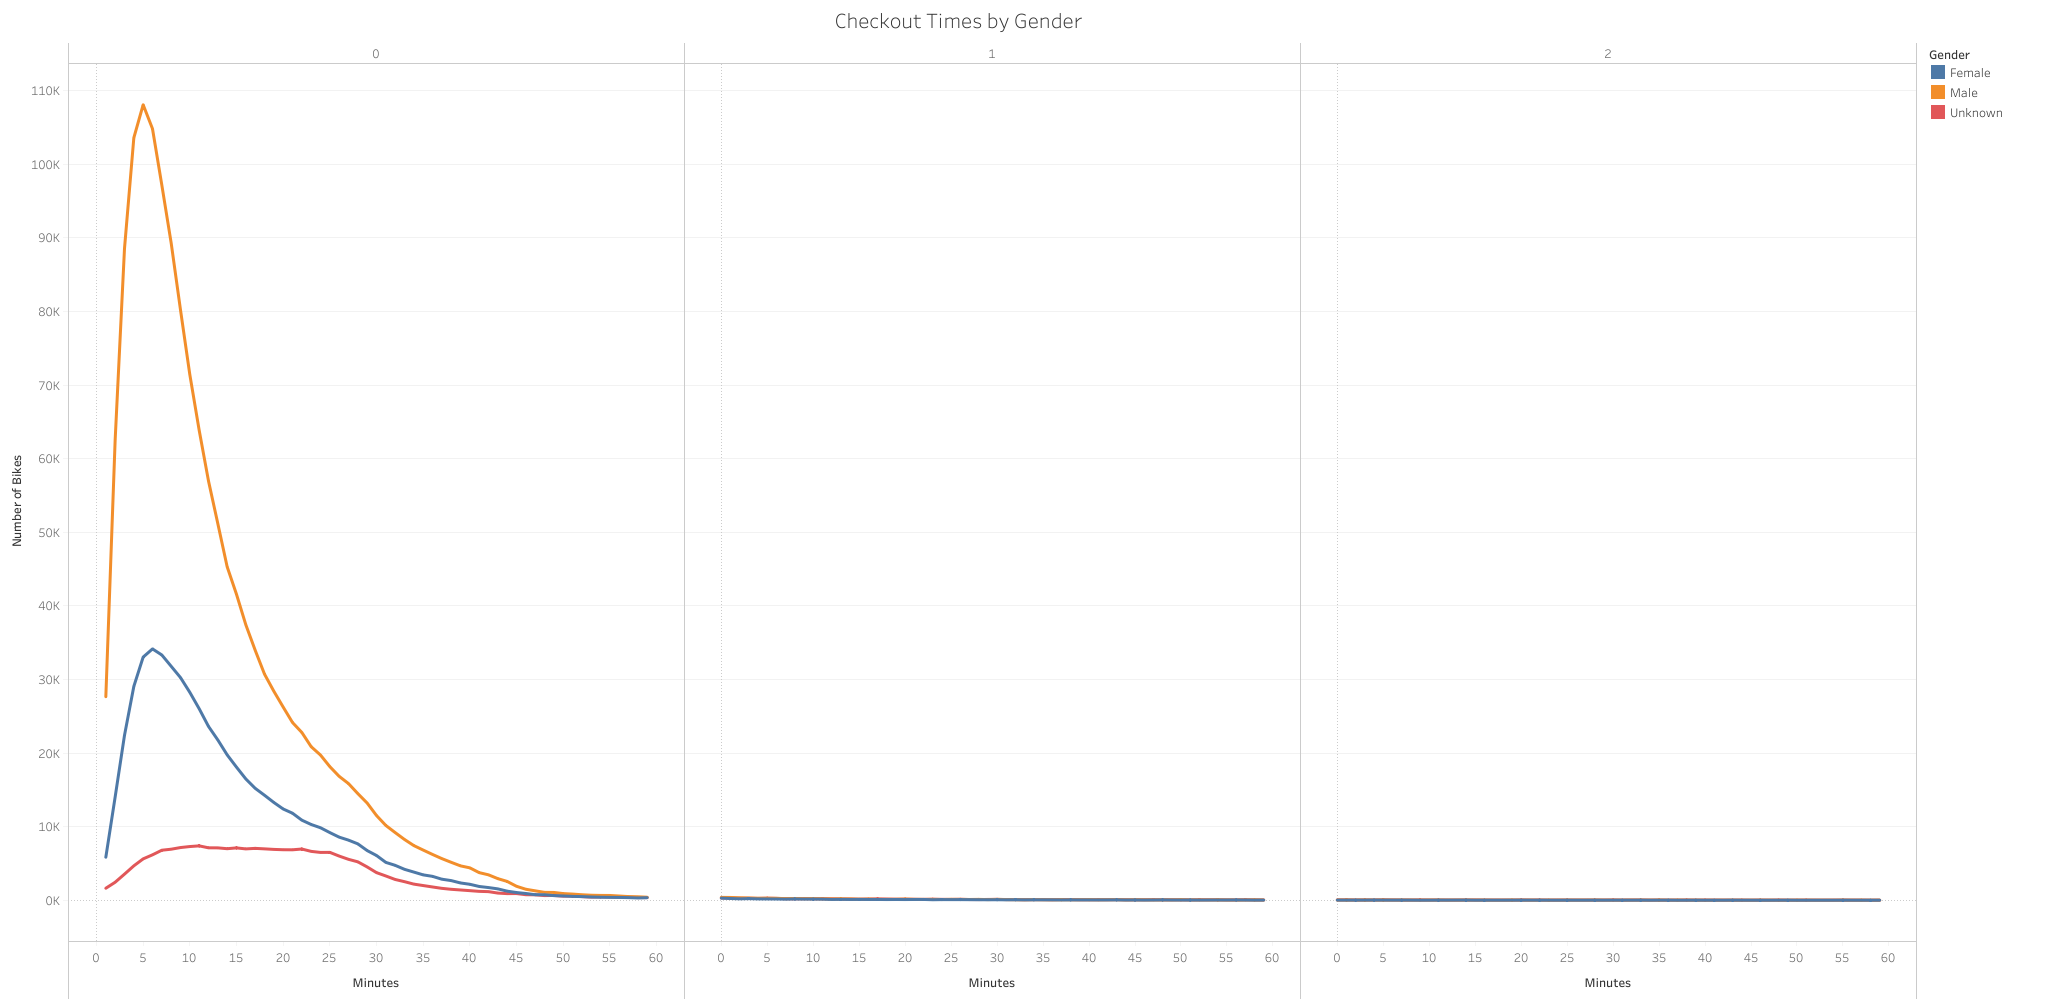 Checkout Times by Gender
0 1 2
Gender
Female
Male
Unknown
110K
100K
90K
80K
70K
60K
50K
40K
30K
20K
10K
0K
Number of Bikes
0 5 10 15 20 25 30 35 40 45 50 55 60 0 5 10 15 20 25 30 35 40 45 50 55 60 0 5 10 15 20 25 30 35 40 45 50 55 60
Minutes Minutes Minutes